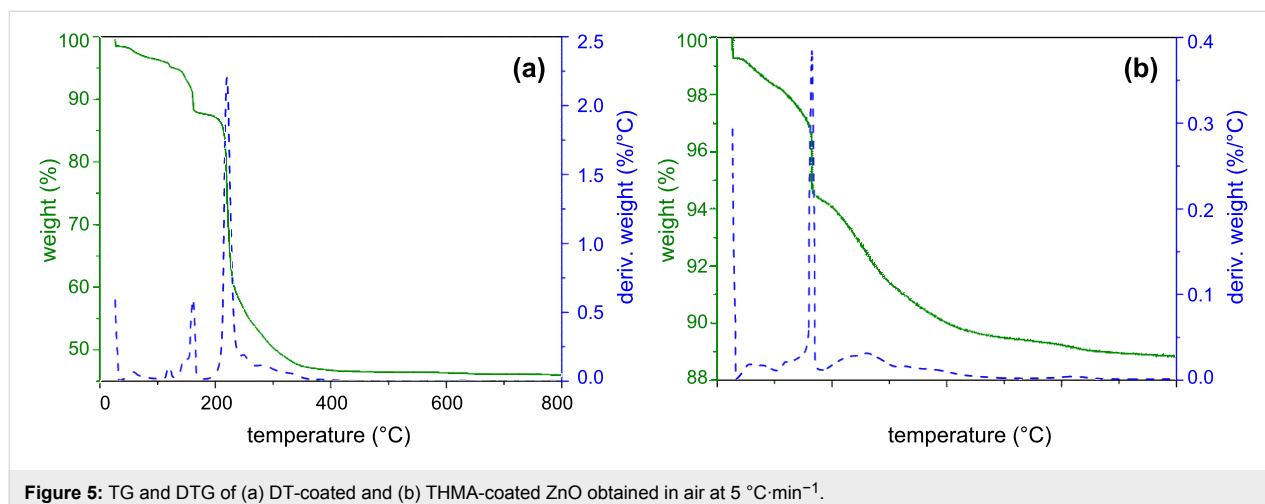 (a)
weight (%)
100
90
80
70
60
50
2.5
2.0
1.5
1.0
0.5
0.0
deriv. weight (%/°C)
0 200 400 600 800
temperature (°C)
(b)
weight (%)
100
98
96
94
92
90
88
0.4
0.3
0.2
0.1
0.0
deriv. weight (%/°C)
temperature (°C)
Figure 5: TG and DTG of (a) DT-coated and (b) THMA-coated ZnO obtained in air at 5 °C·min⁻¹.